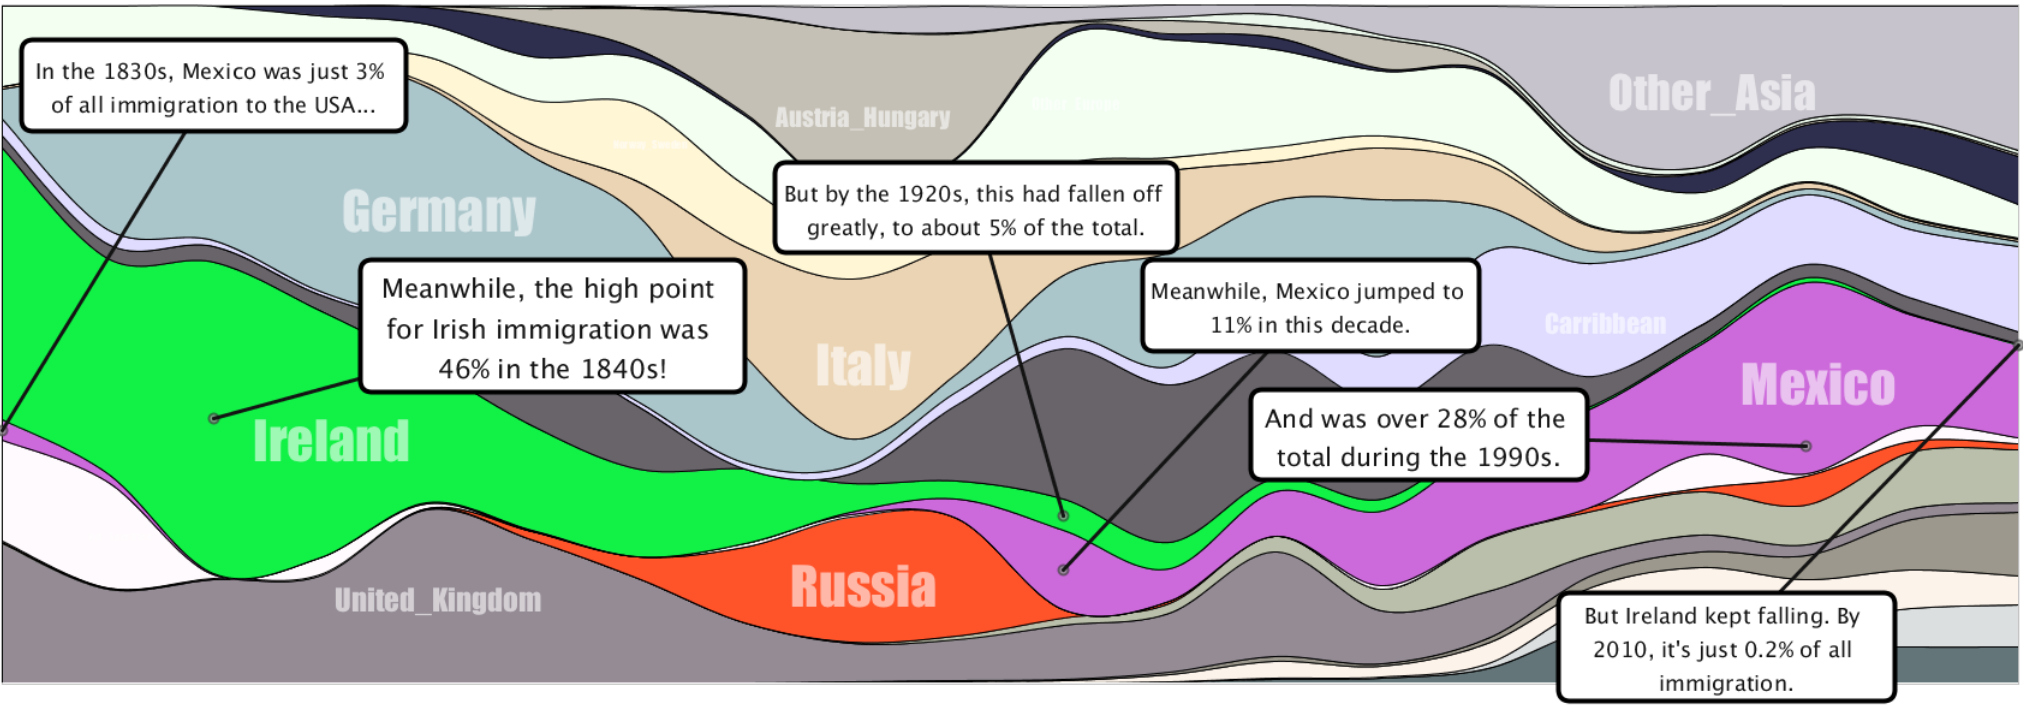 In the 1830s, Mexico was just 3%
of all immigration to the USA...
Austria_Hungary
Other_Asia
Germany
But by the 1920s, this had fallen off
greatly, to about 5% of the total.
Meanwhile, the high point
for Irish immigration was
46% in the 1840s!
Meanwhile, Mexico jumped to
11% in this decade.
Carribbean
Italy
Mexico
Ireland
And was over 28% of the
total during the 1990s.
Russia
United_Kingdom
But Ireland kept falling. By
2010, it's just 0.2% of all
immigration.